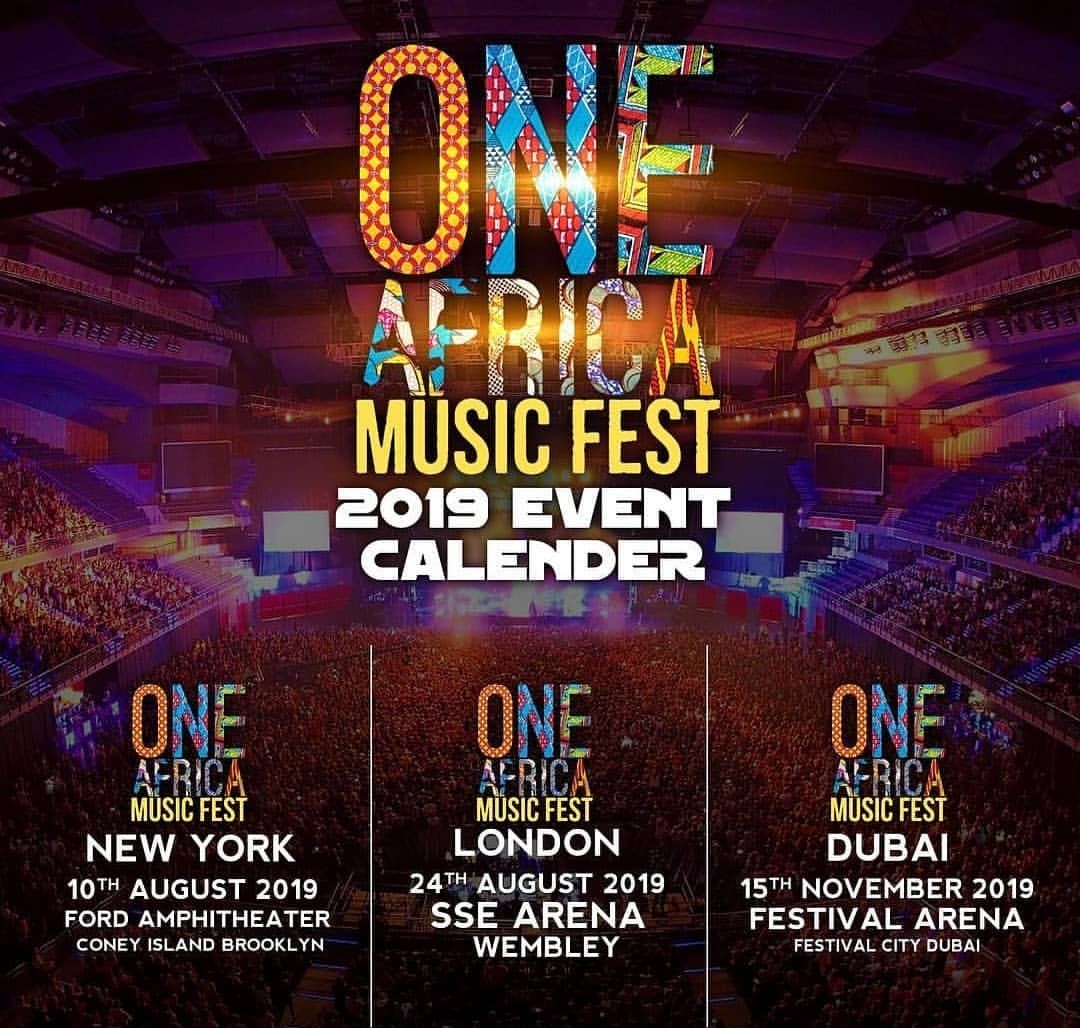 ONE
AFRICA
MUSIC FEST
2019 EVENT
CALENDER
ONE
AFRICA
MUSIC FEST
NEW YORK
10TH AUGUST 2019
FORD AMPHITHEATER
CONEY ISLAND BROOKLYN
ONE
AFRICA
MUSIC FEST
LONDON
24TH AUGUST 2019
SSE ARENA
WEMBLEY
ONE
AFRICA
MUSIC FEST
DUBAI
15TH NOVEMBER 2019
FESTIVAL ARENA
FESTIVAL CITY DUBAI